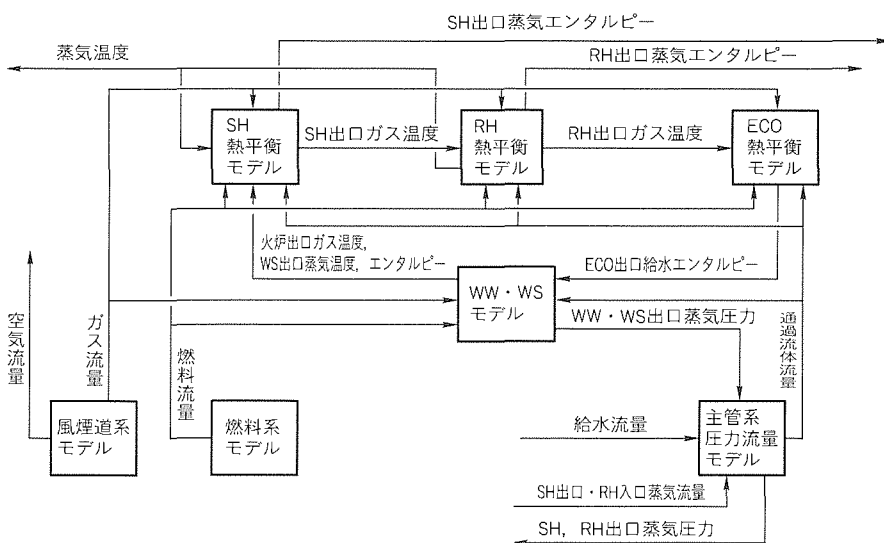 SH出口蒸気エンタルピー
蒸気温度
RH出口蒸気エンタルピー
SH
熱平衡
モデル
SH出口ガス温度
RH
熱平衡
モデル
RH出口ガス温度
ECO
熱平衡
モデル
火炉出口ガス温度,
WS出口蒸気温度, エンタルピー
ECO出口給水エンタルピー
WW・WS
モデル
WW・WS出口蒸気圧力
空気流量
ガス流量
燃料流量
通過流体流量
風煙道系
モデル
燃料系
モデル
給水流量
主管系
圧力流量
モデル
SH出口・RH入口蒸気流量
SH, RH出口蒸気圧力